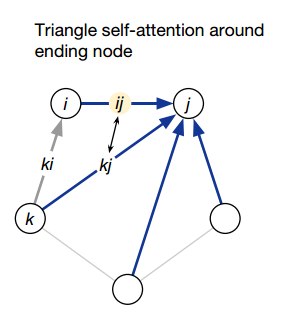 Triangle self-attention around
ending node
i
ij
j
ki
kj
k